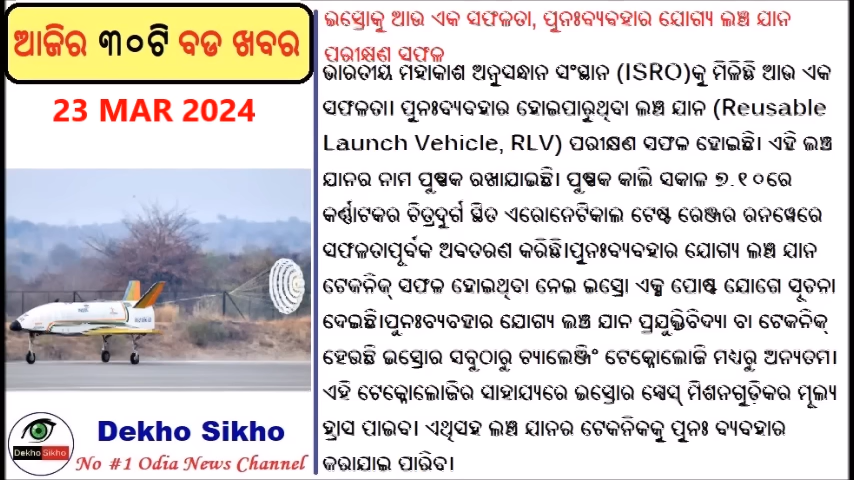 ଆଜିର ୩୦ଟି ବଡ ଖବର
23 MAR 2024
Dekho Sikho
Dekho Sikho
No #1 Odia News Channel
ଇସ୍ରୋକୁ ଆଉ ଏକ ସଫଳତା, ପୁନଃବ୍ୟବହାର ଯୋଗ୍ୟ ଲଞ୍ଚ ଯାନ
ପରୀକ୍ଷଣ ସଫଳ
ଭାରତୀୟ ମହାକାଶ ଅନୁସନ୍ଧାନ ସଂସ୍ଥାନ (ISRO)କୁ ମିଳିଛି ଆଉ ଏକ
ସଫଳତା। ପୁନଃବ୍ୟବହାର ହୋଇପାରୁଥିବା ଲଞ୍ଚ ଯାନ (Reusable
Launch Vehicle, RLV) ପରୀକ୍ଷଣ ସଫଳ ହୋଇଛି। ଏହି ଲଞ୍ଚ
ଯାନର ନାମ ପୁଷ୍ପକ ରଖାଯାଇଛି। ପୁଷ୍ପକ କାଲି ସକାଳ ୭.୧୦ରେ
କର୍ଣ୍ଣାଟକର ଚିତ୍ରଦୁର୍ଗ ସ୍ଥିତ ଏରୋନେଟିକାଲ ଟେଷ୍ଟ ରେଞ୍ଜର ରନୱେରେ
ସଫଳତାପୂର୍ବକ ଅବତରଣ କରିଛି।ପୁନଃବ୍ୟବହାର ଯୋଗ୍ୟ ଲଞ୍ଚ ଯାନ
ଟେକନିକ୍ ସଫଳ ହୋଇଥିବା ନେଇ ଇସ୍ରୋ ଏକ୍ସ ପୋଷ୍ଟ ଯୋଗେ ସୂଚନା
ଦେଇଛି।ପୁନଃବ୍ୟବହାର ଯୋଗ୍ୟ ଲଞ୍ଚ ଯାନ ପ୍ରଯୁକ୍ତିବିଦ୍ୟା ବା ଟେକନିକ୍
ହେଉଛି ଇସ୍ରୋର ସବୁଠାରୁ ଚ୍ୟାଲେଞ୍ଜିଂ ଟେକ୍ନୋଲୋଜି ମଧ୍ୟରୁ ଅନ୍ୟତମ।
ଏହି ଟେକ୍ନୋଲୋଜିର ସାହାଯ୍ୟରେ ଇସ୍ରୋର ସ୍ପେସ୍ ମିଶନଗୁଡ଼ିକର ମୂଲ୍ୟ
ହ୍ରାସ ପାଇବ। ଏଥିସହ ଲଞ୍ଚ ଯାନର ଟେକନିକକୁ ପୁନଃ ବ୍ୟବହାର
କରାଯାଇ ପାରିବ।